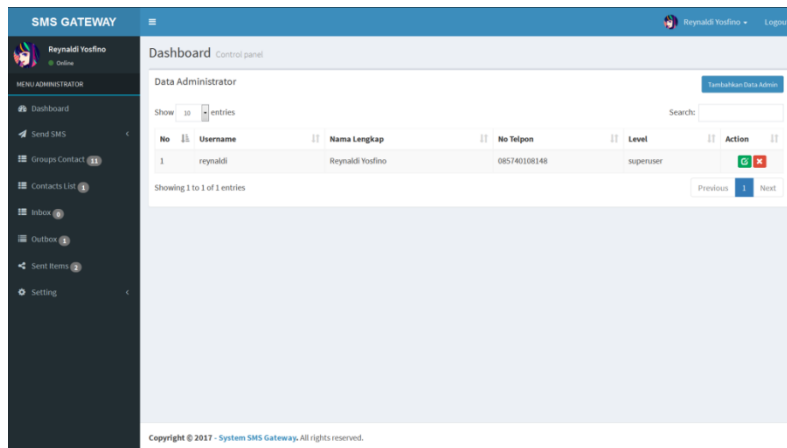 SMS GATEWAY
Reynaldi Yosfino
Reynaldi Yosfino
Online
Dashboard Control panel
MENU ADMINISTRATOR
Dashboard
Send SMS
Groups Contact 11
Contacts List 1
Inbox 0
Outbox 1
Sent Items 2
Setting
Data Administrator
Tambahkan Data Admin
Show 10 entries
Search:
No Username Nama Lengkap No Telpon Level Action
1 reynaldi Reynaldi Yosfino 085740108148 superuser
Showing 1 to 1 of 1 entries
Previous 1 Next
Copyright © 2017 - System SMS Gateway. All rights reserved.